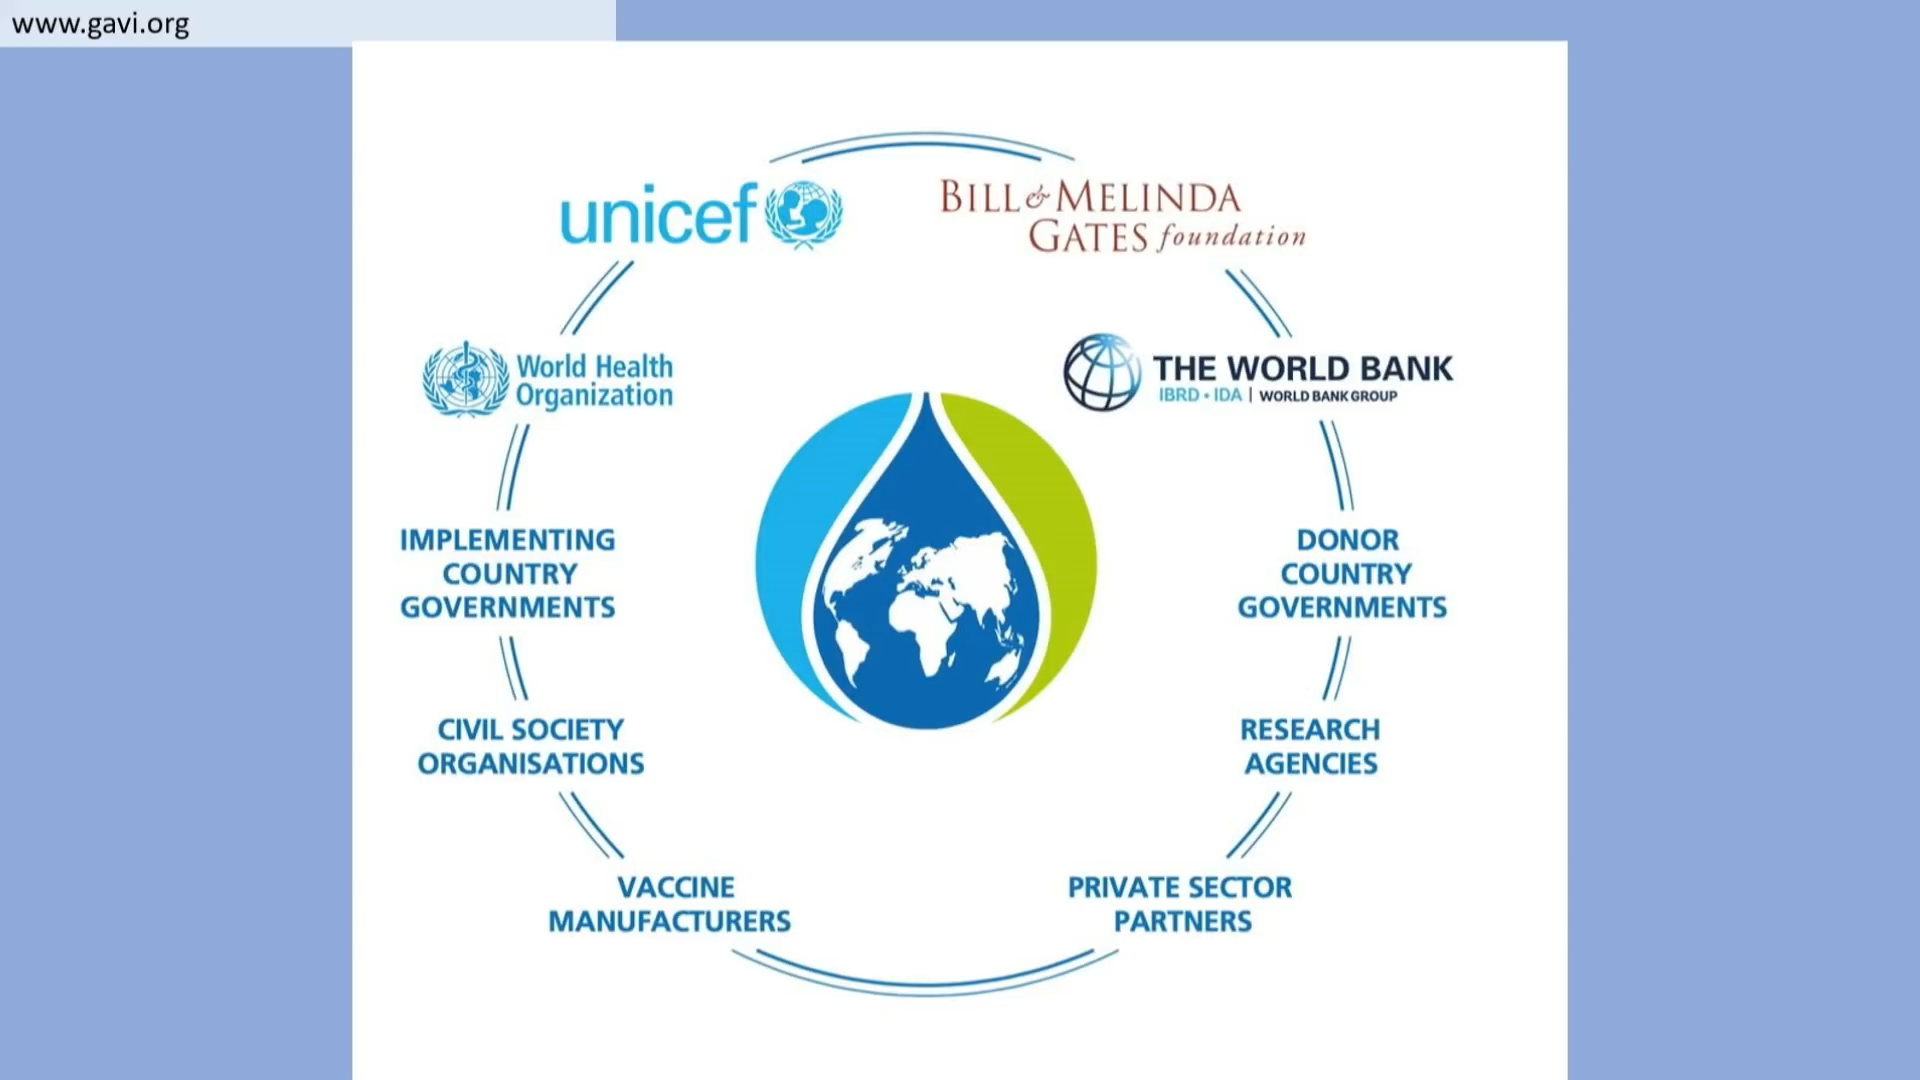 www.gavi.org
unicef
BILL & MELINDA
GATES foundation
World Health
Organization
THE WORLD BANK
IBRD • IDA | WORLD BANK GROUP
IMPLEMENTING
COUNTRY
GOVERNMENTS
DONOR
COUNTRY
GOVERNMENTS
CIVIL SOCIETY
ORGANISATIONS
RESEARCH
AGENCIES
VACCINE
MANUFACTURERS
PRIVATE SECTOR
PARTNERS